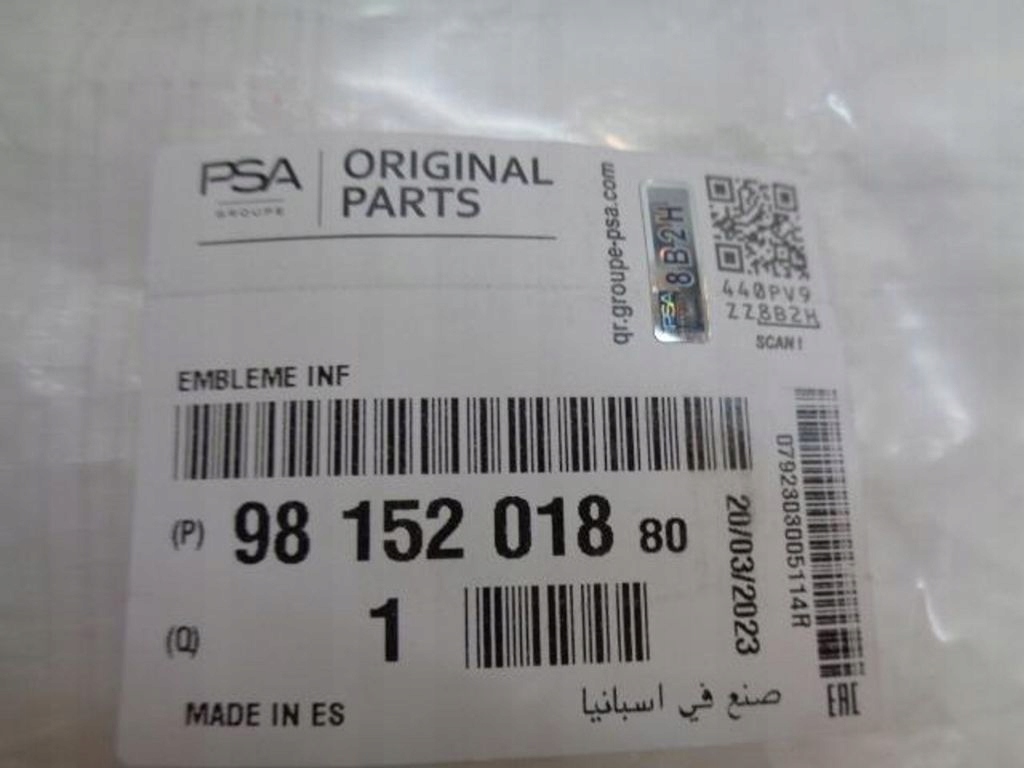 PSA
GROUPE
ORIGINAL
PARTS
qr.groupe-psa.com
PSA 8B2H
440PV9
ZZ8B2H
SCAN!
EMBLEME INF
(P) 98 152 018 80
20/03/2023
0792303005114R
(Q) 1
MADE IN ES
صنع في اسبانيا
EAC